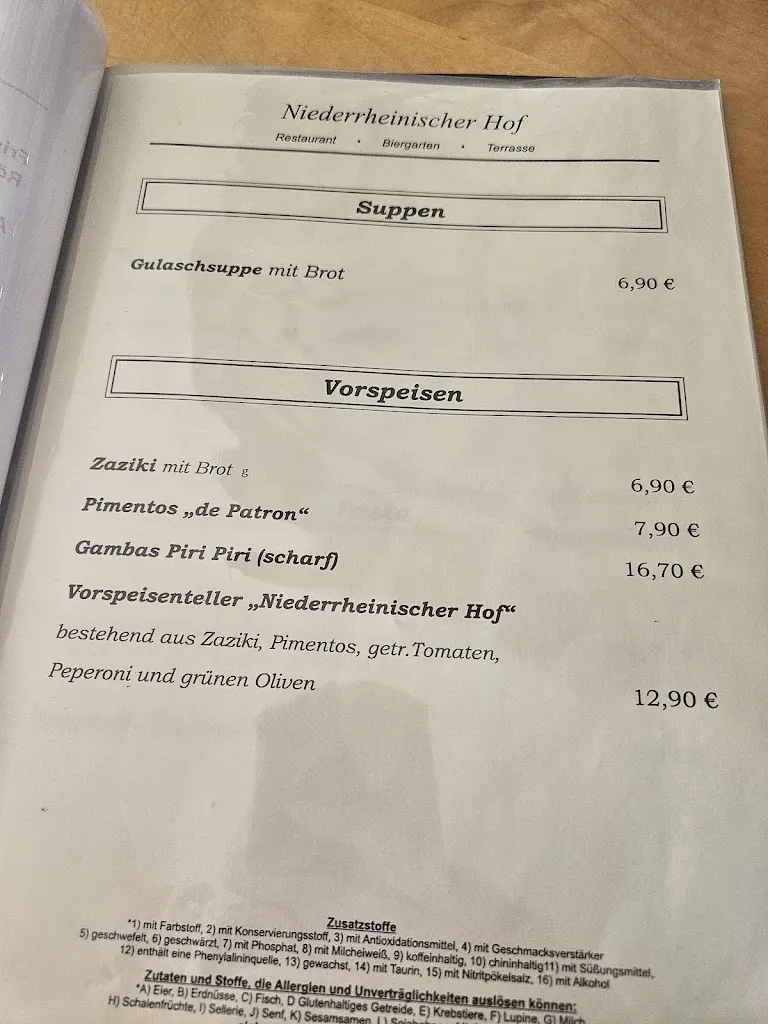 Niederrheinischer Hof
Restaurant · Biergarten · Terrasse
Suppen
Gulaschsuppe mit Brot 6,90 €
Vorspeisen
Zaziki mit Brot g 6,90 €
Pimentos „de Patron“ 7,90 €
Gambas Piri Piri (scharf) 16,70 €
Vorspeisenteller „Niederrheinischer Hof“
bestehend aus Zaziki, Pimentos, getr.Tomaten,
Peperoni und grünen Oliven 12,90 €
Zusatzstoffe
*1) mit Farbstoff, 2) mit Konservierungsstoff, 3) mit Antioxidationsmittel, 4) mit Geschmacksverstärker
5) geschwefelt, 6) geschwärzt, 7) mit Phosphat, 8) mit Milcheiweiß, 9) koffeinhaltig, 10) chininhaltig11) mit Süßungsmittel,
12) enthält eine Phenylalininquelle, 13) gewachst, 14) mit Taurin, 15) mit Nitritpökelsalz, 16) mit Alkohol
Zutaten und Stoffe, die Allergien und Unverträglichkeiten auslösen können:
*A) Eier, B) Erdnüsse, C) Fisch, D Glutenhaltiges Getreide, E) Krebstiere, F) Lupine, G) Milch
H) Schalenfrüchte, I) Sellerie, J) Senf, K) Sesamsamen, L)